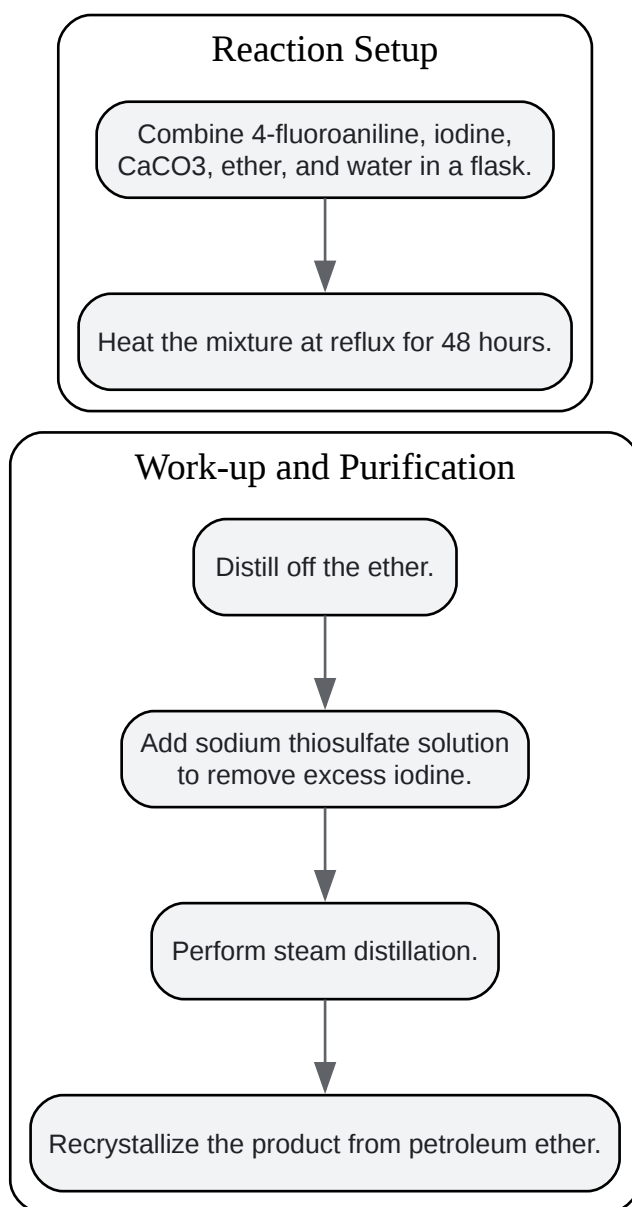 Reaction Setup
Combine 4-fluoroaniline, iodine,
CaCO3, ether, and water in a flask.
Heat the mixture at reflux for 48 hours.
Work-up and Purification
Distill off the ether.
Add sodium thiosulfate solution
to remove excess iodine.
Perform steam distillation.
Recrystallize the product from petroleum ether.